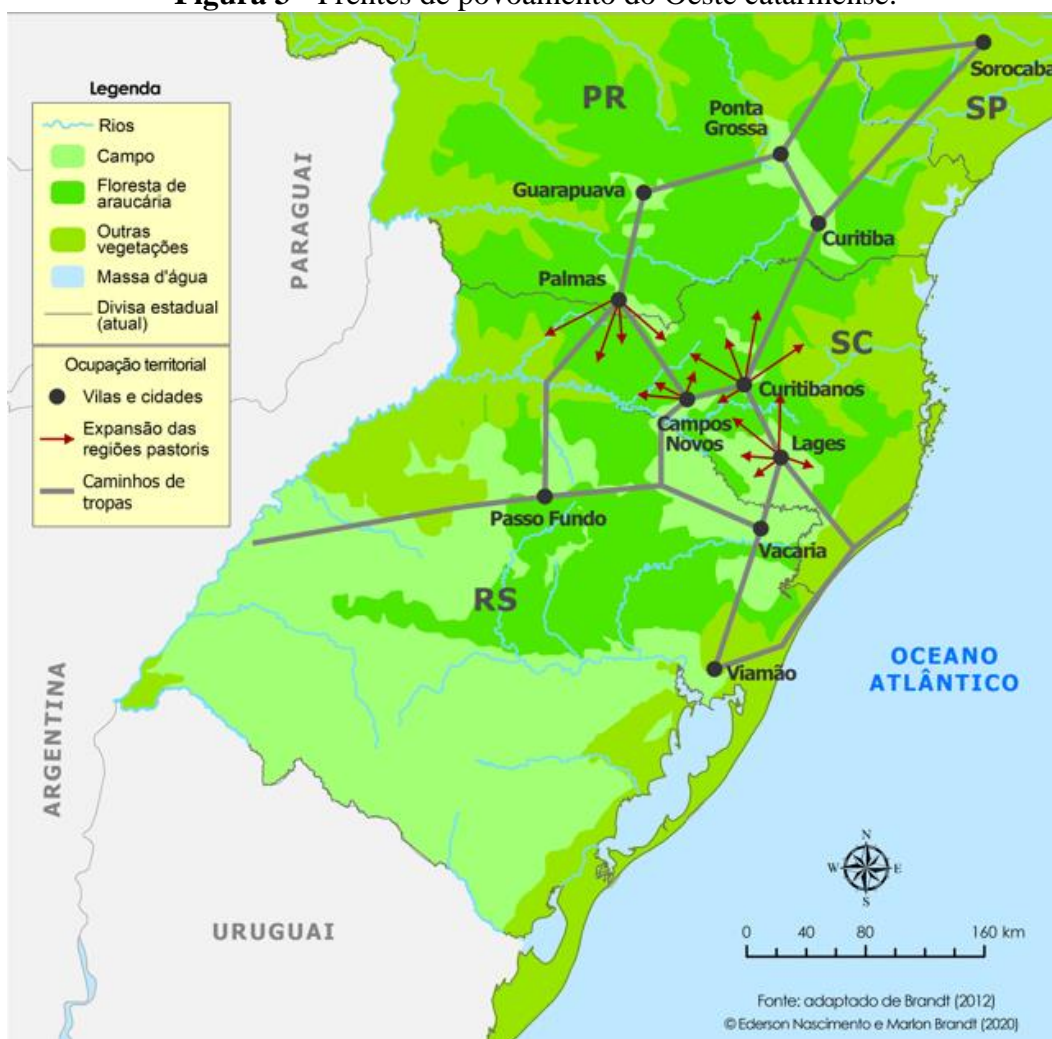 Figura 3 - Frentes de povoamento do Oeste catarinense.
Legenda
Rios
Campo
Floresta de
araucária
Outras
vegetações
Massa d'água
Divisa estadual
(atual)
Ocupação territorial
Vilas e cidades
Expansão das
regiões pastoris
Caminhos de
tropas
PR
SP
SC
RS
PARAGUAI
ARGENTINA
URUGUAI
OCEANO
ATLÂNTICO
Sorocaba
Ponta
Grossa
Guarapuava
Curitiba
Palmas
Curitibanos
Campos
Novos
Lages
Passo Fundo
Vacaria
Viamão
N
W
E
S
0 40 80 160 km
Fonte: adaptado de Brandt (2012)
© Ederson Nascimento e Marlon Brandt (2020)